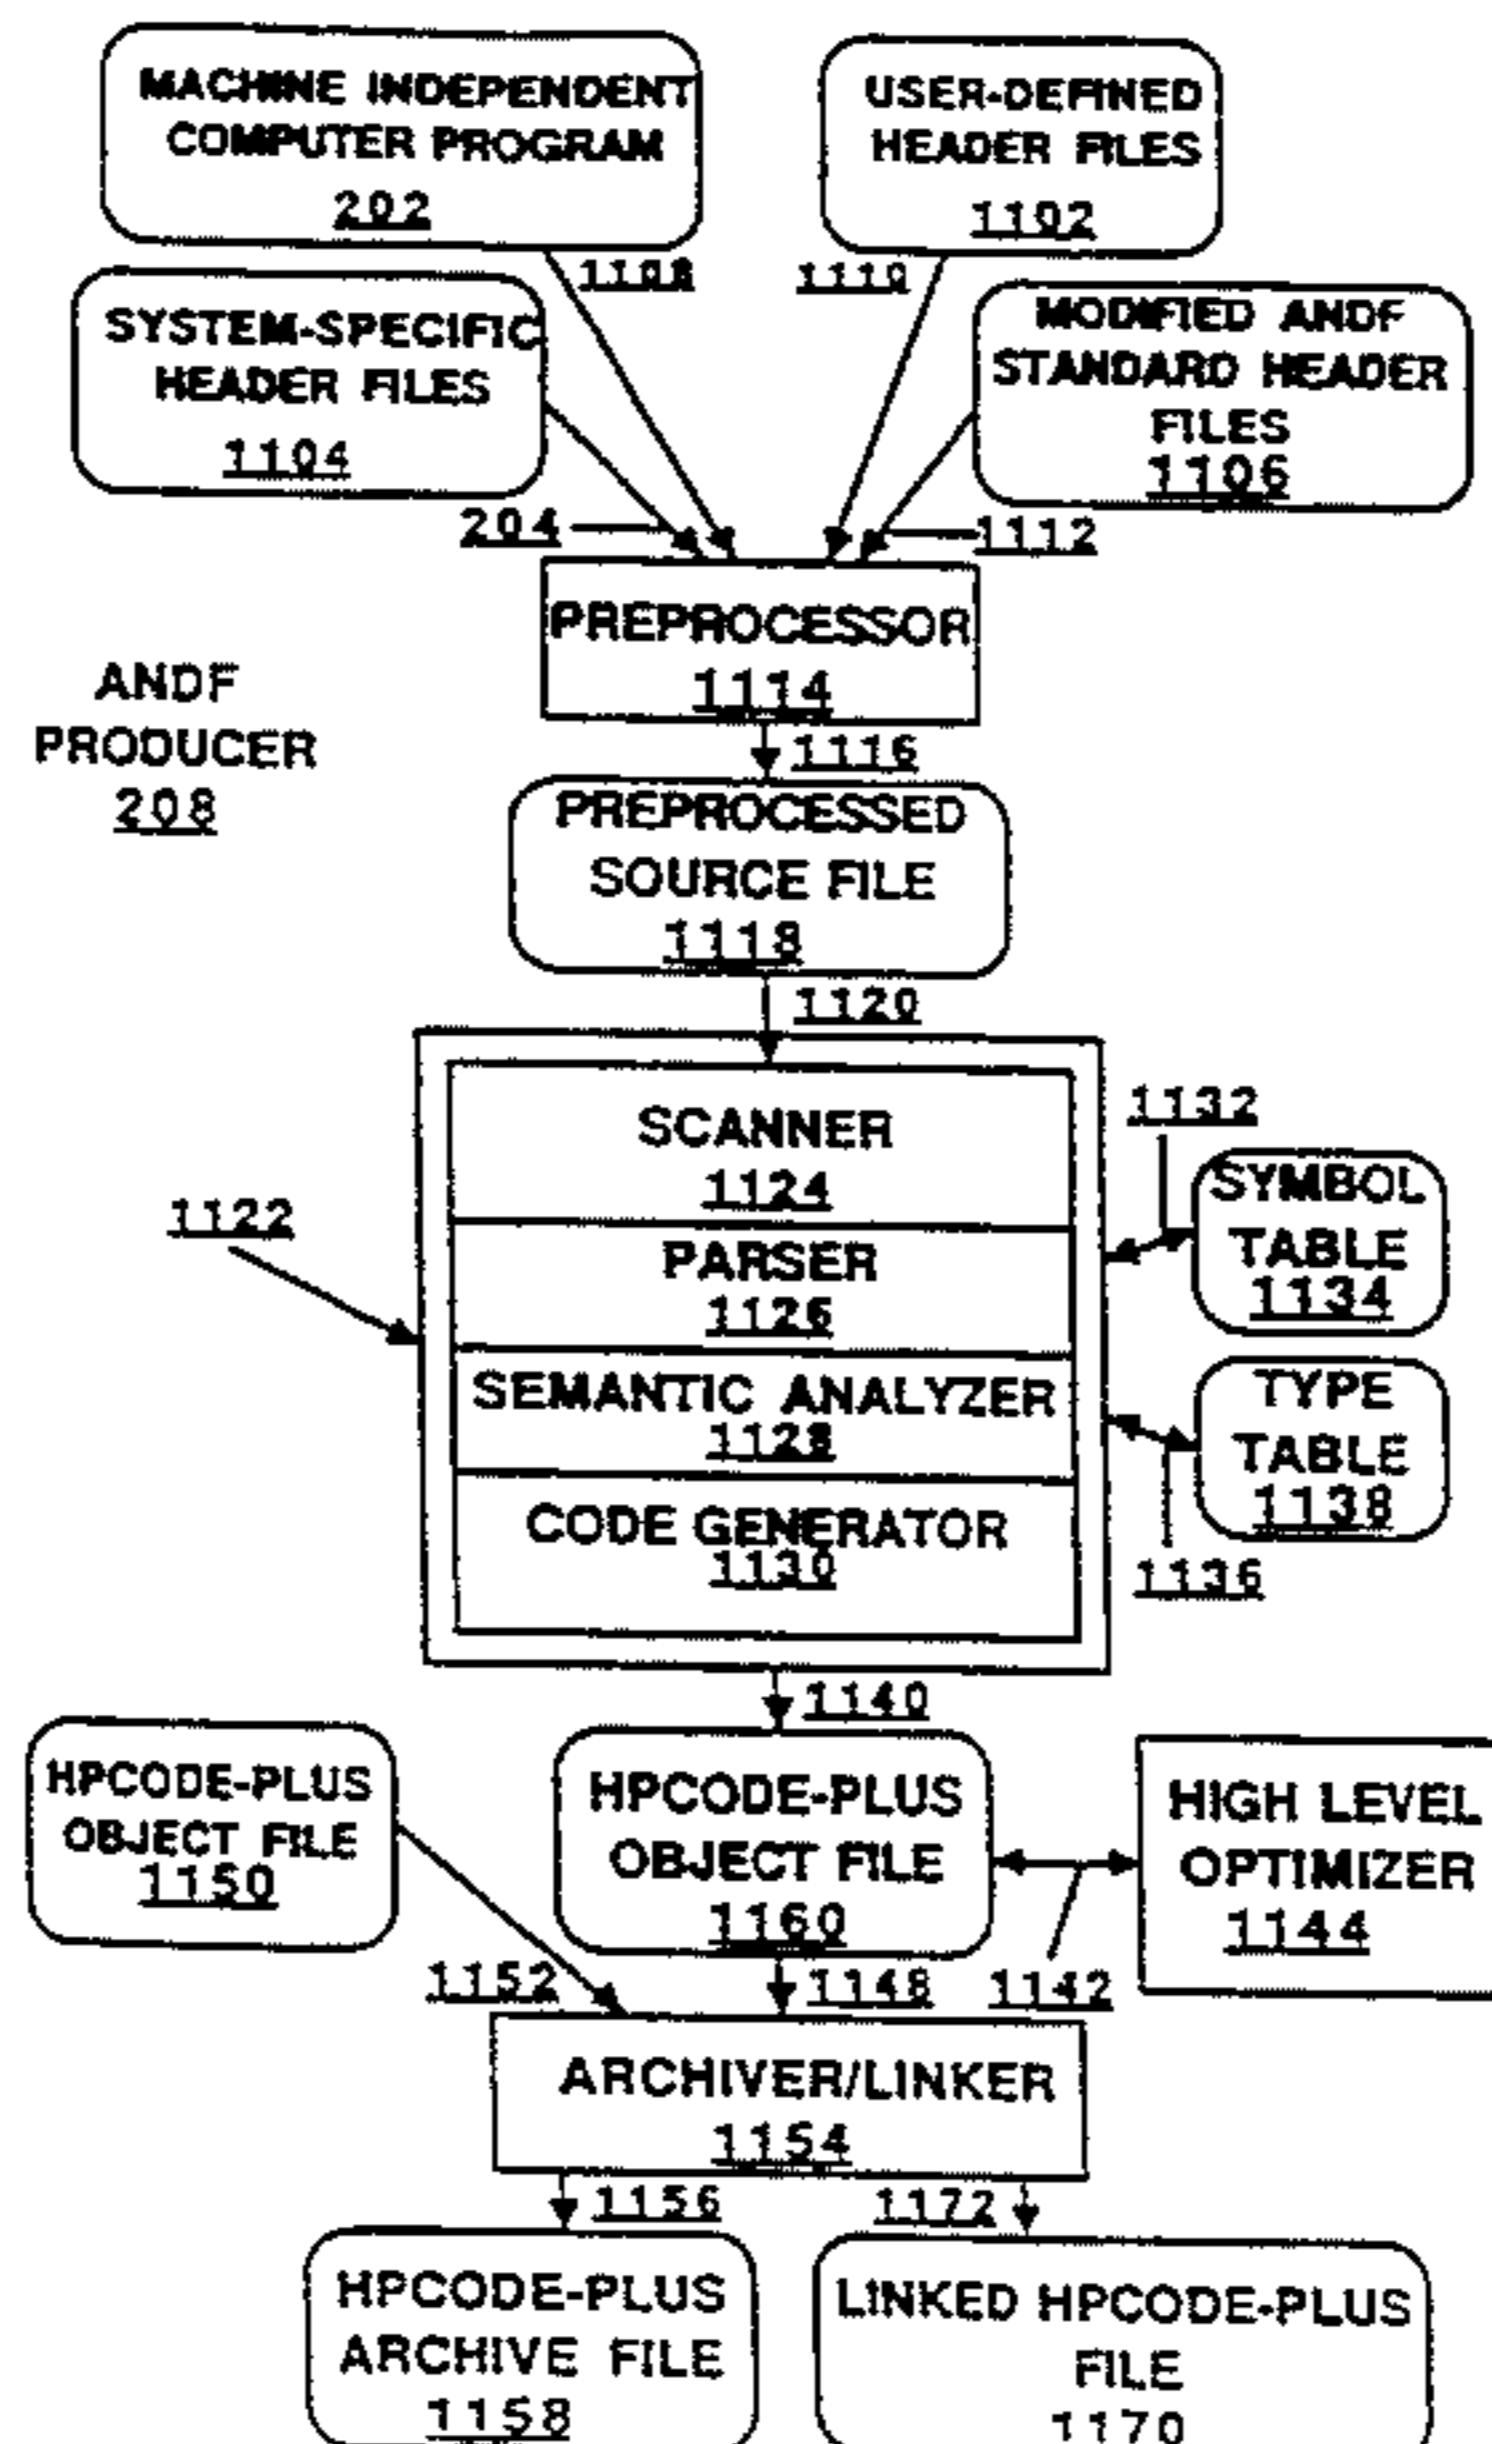 MACHINE INDEPENDENT
COMPUTER PROGRAM
202
USER-DEFINED
HEADER FILES
1102
1108
1110
SYSTEM-SPECIFIC
HEADER FILES
1104
MODIFIED ANDF
STANDARD HEADER
FILES
1106
204
1112
PREPROCESSOR
1114
ANDF
PRODUCER
208
1116
PREPROCESSED
SOURCE FILE
1118
1120
SCANNER
1124
1132
SYMBOL
TABLE
1134
1122
PARSER
1126
SEMANTIC ANALYZER
1128
TYPE
TABLE
1138
CODE GENERATOR
1130
1136
1140
HPCODE-PLUS
OBJECT FILE
1150
HPCODE-PLUS
OBJECT FILE
1160
HIGH LEVEL
OPTIMIZER
1144
1152
1148
1142
ARCHIVER/LINKER
1154
1156
1172
HPCODE-PLUS
ARCHIVE FILE
1158
LINKED HPCODE-PLUS
FILE
1170